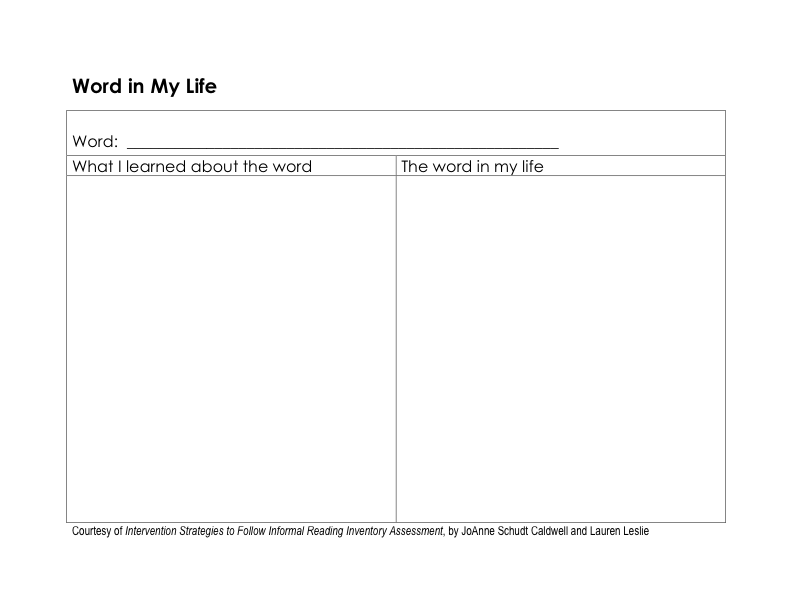 Word in My Life
Word: ___________________________________________________
What I learned about the word
The word in my life
Courtesy of Intervention Strategies to Follow Informal Reading Inventory Assessment, by JoAnne Schudt Caldwell and Lauren Leslie